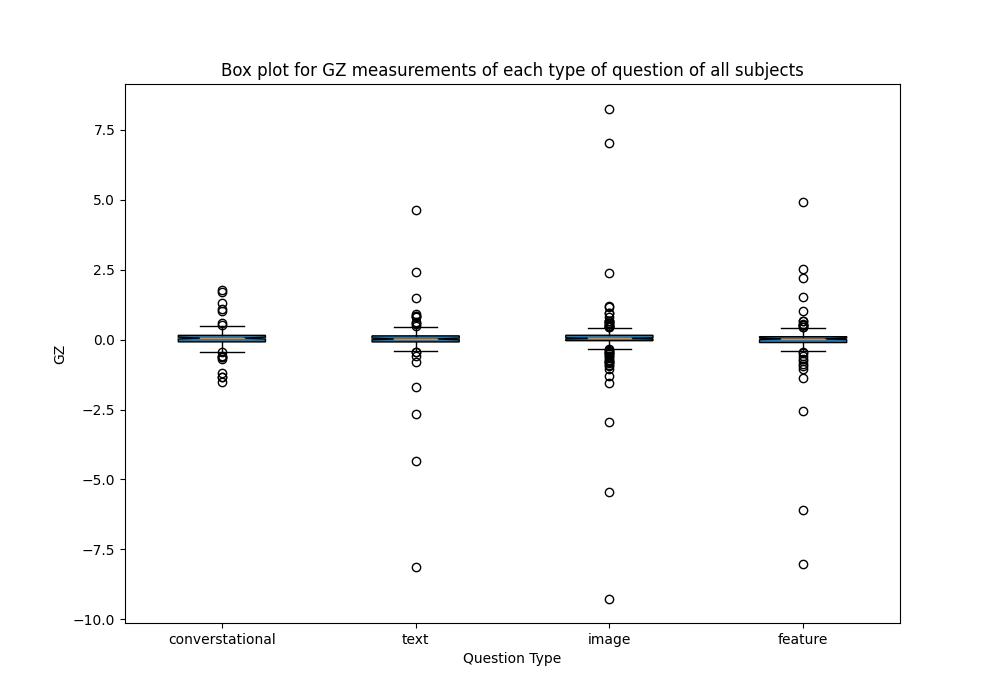 Box plot for GZ measurements of each type of question of all subjects
7.5
5.0
2.5
0.0
−2.5
−5.0
−7.5
−10.0
GZ
converstational text image feature
Question Type